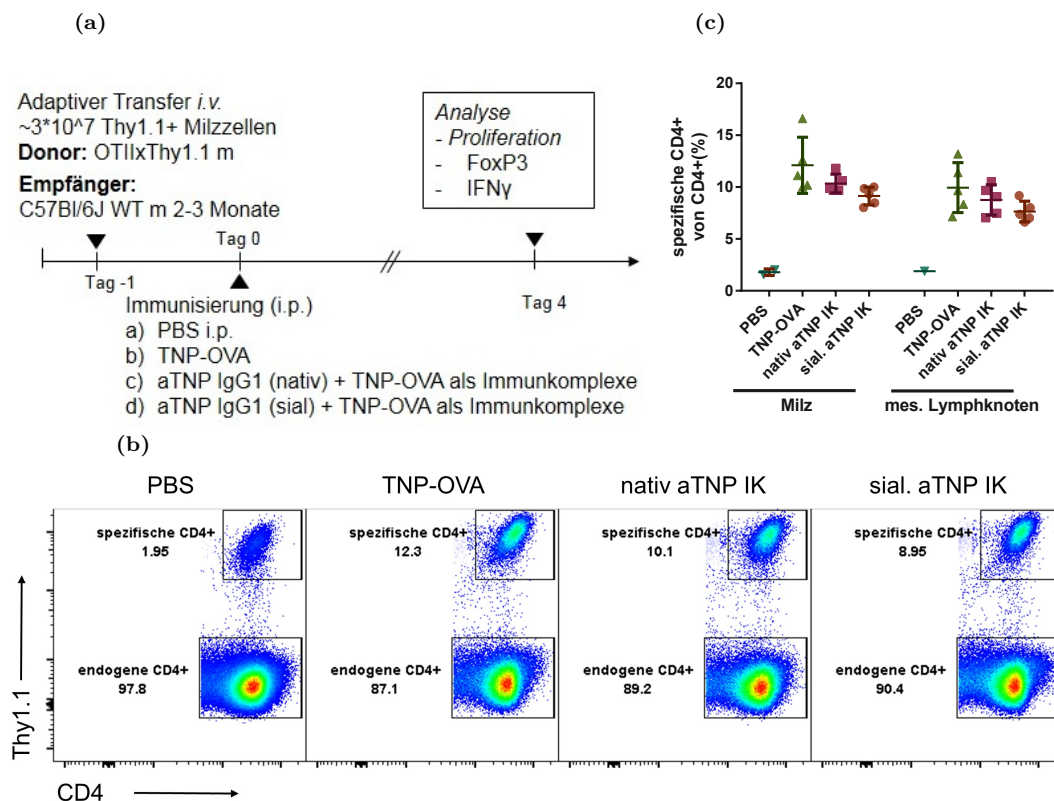 (a)
Adaptiver Transfer i.v.
~3*10^7 Thy1.1+ Milzzellen
Donor: OTIIxThy1.1 m
Empfänger:
C57Bl/6J WT m 2-3 Monate
Analyse
- Proliferation
- FoxP3
- IFNγ
Tag 0
Tag -1
Tag 4
Immunisierung (i.p.)
a) PBS i.p.
b) TNP-OVA
c) aTNP IgG1 (nativ) + TNP-OVA als Immunkomplexe
d) aTNP IgG1 (sial) + TNP-OVA als Immunkomplexe
(c)
spezifische CD4+
von CD4+(%)
20
15
10
5
0
PBS
TNP-OVA
nativ aTNP IK
sial. aTNP IK
PBS
TNP-OVA
nativ aTNP IK
sial. aTNP IK
Milz
mes. Lymphknoten
(b)
PBS
TNP-OVA
nativ aTNP IK
sial. aTNP IK
spezifische CD4+
1.95
spezifische CD4+
12.3
spezifische CD4+
10.1
spezifische CD4+
8.95
endogene CD4+
97.8
endogene CD4+
87.1
endogene CD4+
89.2
endogene CD4+
90.4
Thy1.1
CD4